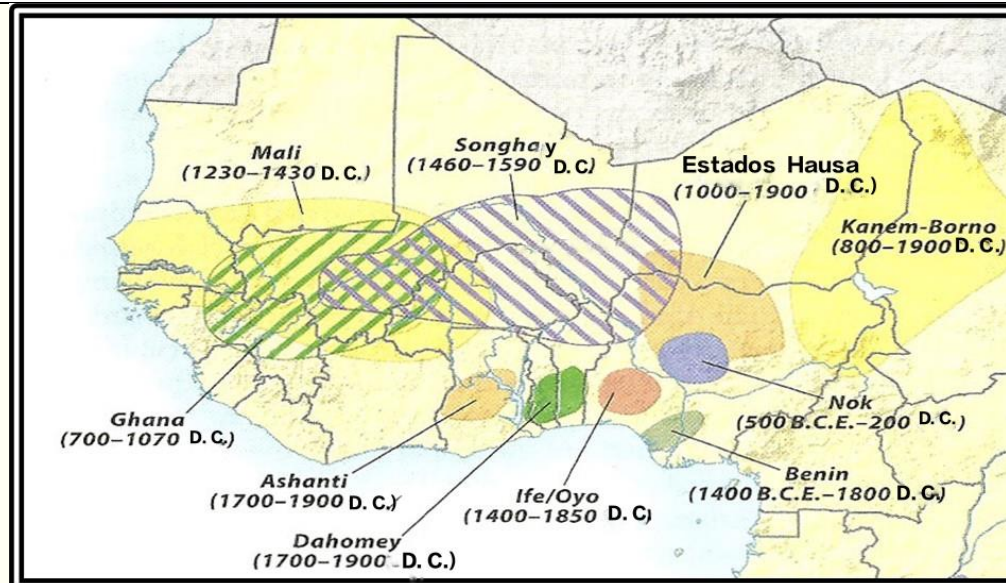 Mali
(1230–1430 D. C.)
Songhay
(1460–1590 D. C.)
Estados Hausa
(1000–1900 D. C.)
Kanem-Borno
(800–1900 D. C.)
Ghana
(700–1070 D. C.)
Nok
(500 B.C.E.–200 D. C.)
Ashanti
(1700–1900 D. C.)
Ife/Oyo
(1400–1850 D. C)
Benin
(1400 B.C.E.–1800 D. C.)
Dahomey
(1700–1900 D. C.)